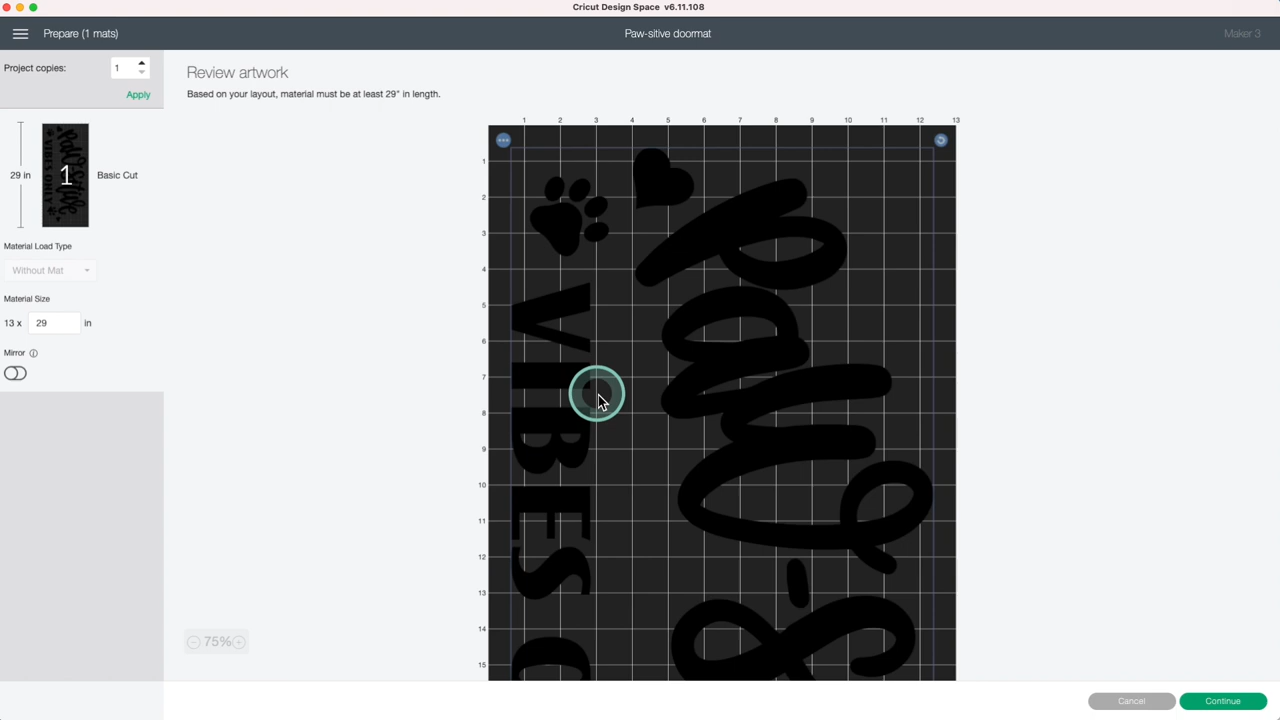 Cricut Design Space v6.11.108
Prepare (1 mats)
Paw-sitive doormat
Maker 3
Project copies: 1
Apply
Review artwork
Based on your layout, material must be at least 29" in length.
29 in
1
Basic Cut
Material Load Type
Without Mat
Material Size
13 x 29 in
Mirror
75%
1 2 3 4 5 6 7 8 9 10 11 12 13
1
2
3
4
5
6
7
8
9
10
11
12
13
14
15
VIBES O
Paw-s
Cancel
Continue